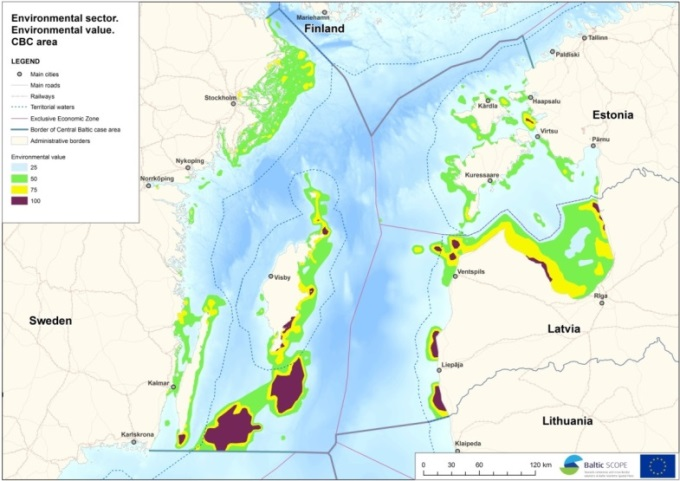 Environmental sector.
Environmental value.
CBC area
LEGEND
Main cities
Main roads
Railways
Territorial waters
Exclusive Economic Zone
Border of Central Baltic case area
Administrative borders
Environmental value
25
50
75
100
Mariehamn
Finland
Tallinn
Paldiski
Stockholm
Kärdla
Haapsalu
Estonia
Virtsu
Pärnu
Nykoping
Norrköping
Kuressaare
Visby
Ventspils
Rīga
Sweden
Latvia
Liepāja
Kalmar
Lithuania
Karlskrona
Klaipeda
0 30 60 120 km
Baltic SCOPE